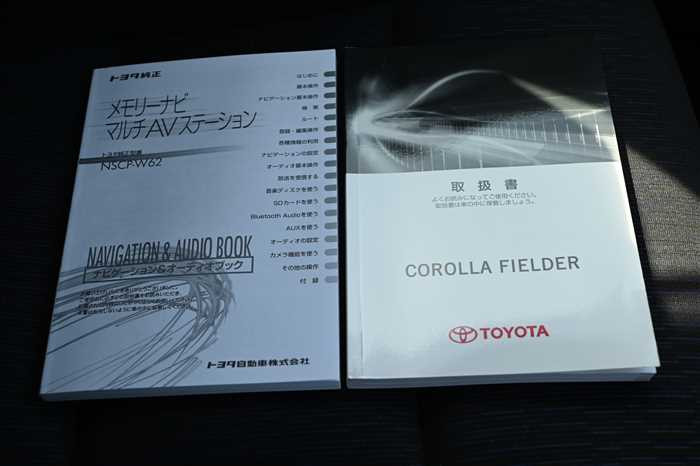 トヨタ純正
メモリーナビ
マルチAVステーション
トヨタ純正型番
NSCP-W62
NAVIGATION & AUDIO BOOK
ナビゲーション&オーディオブック
トヨタ自動車株式会社
はじめに
基本操作
ナビゲーション基本操作
検索
ルート
登録・編集操作
各種情報の利用
ナビゲーションの設定
オーディオ基本操作
放送を受信する
音楽ディスクを使う
SDカードを使う
Bluetooth Audioを使う
AUXを使う
オーディオの設定
カメラ機能を使う
その他の操作
付録
取扱書
よくお読みになってご使用ください。
取扱書は車の中に保管しましょう。
COROLLA FIELDER
TOYOTA